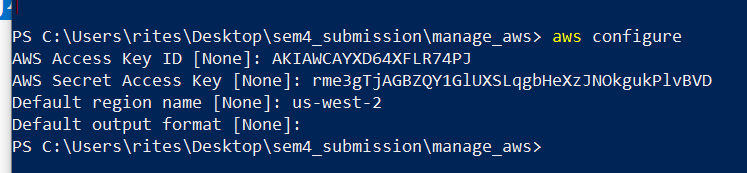 PS C:\Users\rites\Desktop\sem4_submission\manage_aws> aws configure
AWS Access Key ID [None]: AKIAWCAYXD64XFLR74PJ
AWS Secret Access Key [None]: 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
Default region name [None]: us-west-2
Default output format [None]:
PS C:\Users\rites\Desktop\sem4_submission\manage_aws>